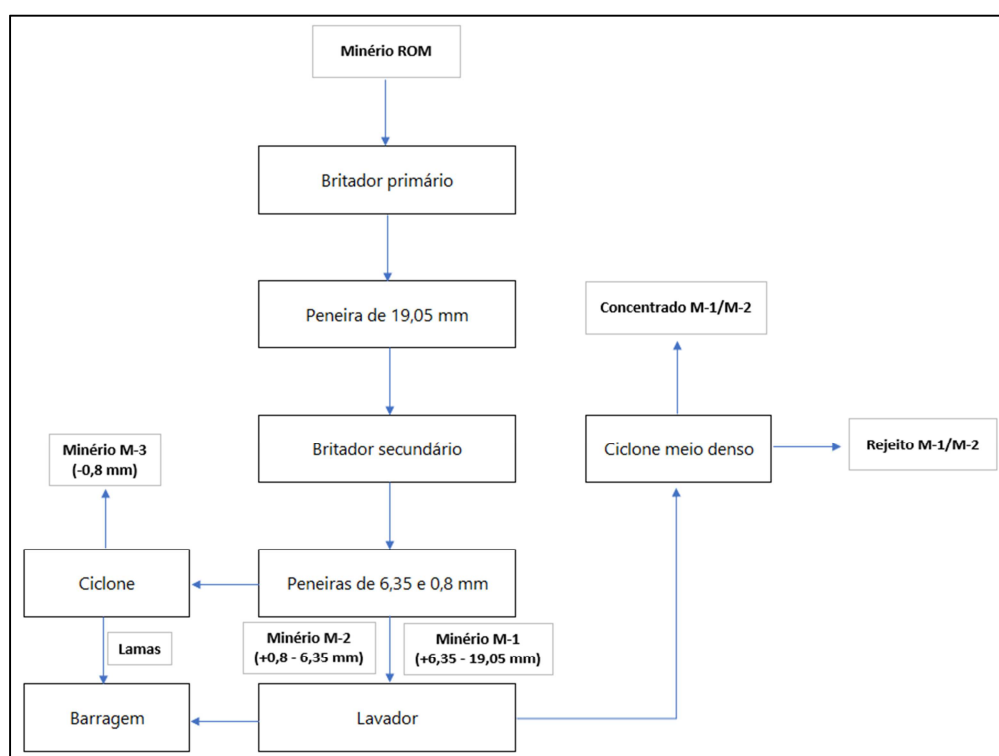 Minério ROM
Britador primário
Peneira de 19,05 mm
Concentrado M-1/M-2
Minério M-3
(-0,8 mm)
Britador secundário
Ciclone meio denso
Rejeito M-1/M-2
Ciclone
Peneiras de 6,35 e 0,8 mm
Lamas
Minério M-2
(+0,8 - 6,35 mm)
Minério M-1
(+6,35 - 19,05 mm)
Barragem
Lavador